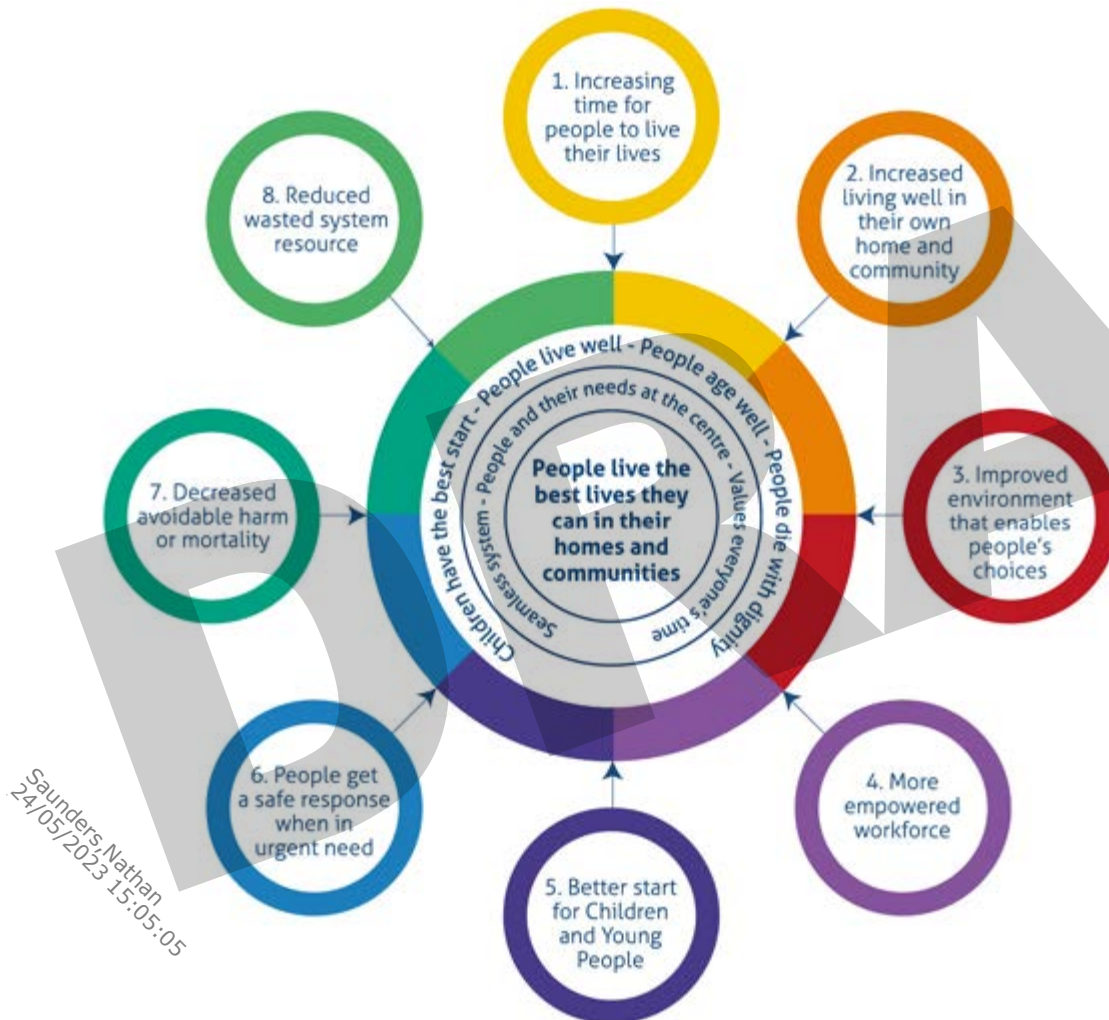 1. Increasing
time for
people to live
their lives
2. Increased
living well in
their own
home and
community
3. Improved
environment
that enables
people's
choices
4. More
empowered
workforce
5. Better start
for Children
and Young
People
6. People get
a safe response
when in
urgent need
7. Decreased
avoidable harm
or mortality
8. Reduced
wasted system
resource
Children have the best start - People live well - People age well - People die with dignity
Seamless system - People and their needs at the centre - Values everyone's time
People live the
best lives they
can in their
homes and
communities
DRA
Saunders,Nathan
24/05/2023 15:05:05